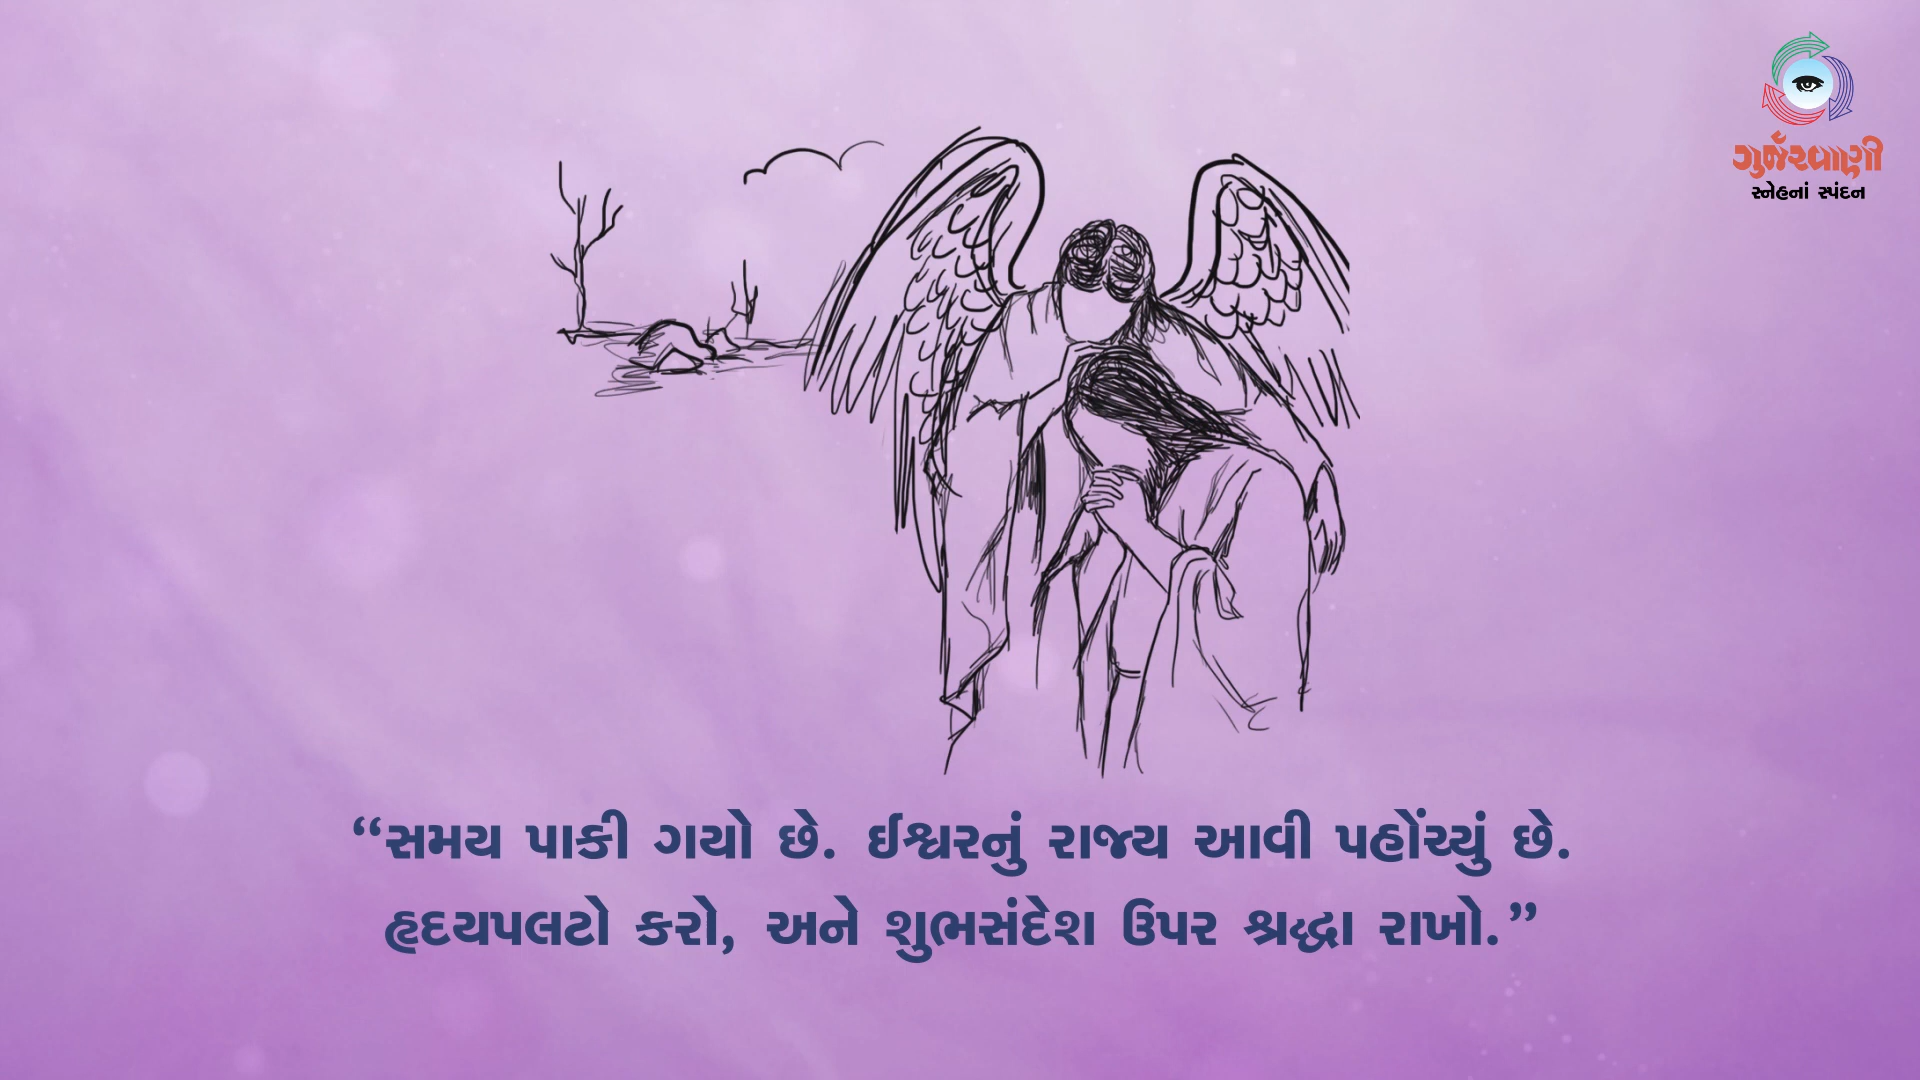 ગુર્જરવાણી
સ્નેહનાં સ્પંદન
“સમય પાકી ગયો છે. ઈશ્વરનું રાજ્ય આવી પહોંચ્યું છે.
હૃદયપલટો કરો, અને શુભસંદેશ ઉપર શ્રદ્ધા રાખો.”